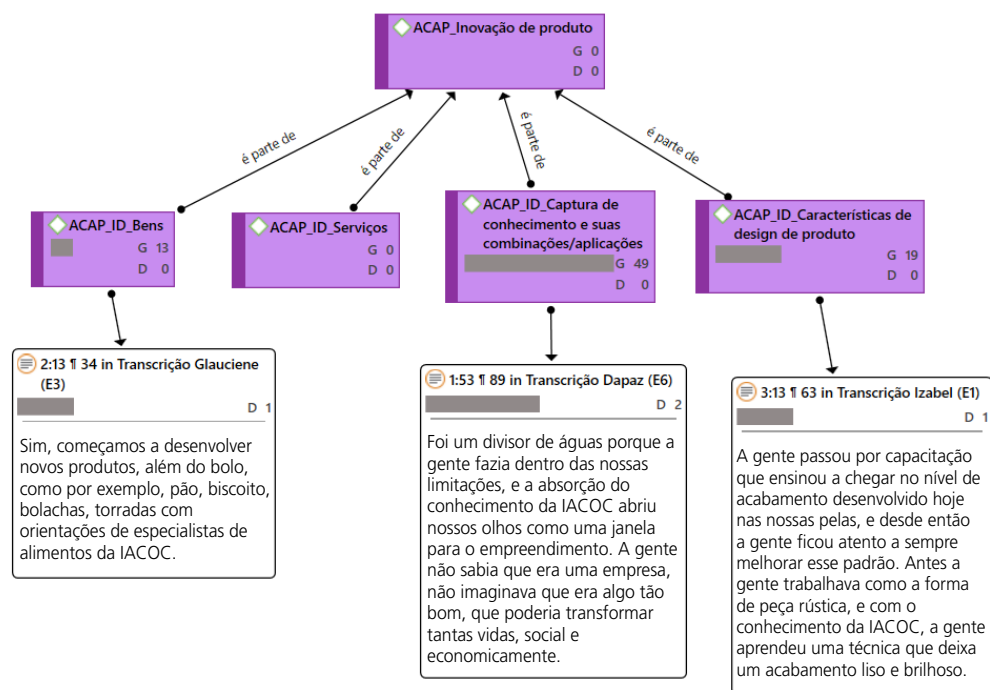 ACAP_Inovação de produto
G 0
D 0
é parte de
é parte de
é parte de
é parte de
ACAP_ID_Bens
G 13
D 0
ACAP_ID_Serviços
G 0
D 0
ACAP_ID_Captura de
conhecimento e suas
combinações/aplicações
G 49
D 0
ACAP_ID_Características de
design de produto
G 19
D 0
2:13 ¶ 34 in Transcrição Glauciene
(E3)
D 1
Sim, começamos a desenvolver
novos produtos, além do bolo,
como por exemplo, pão, biscoito,
bolachas, torradas com
orientações de especialistas de
alimentos da IACOC.
1:53 ¶ 89 in Transcrição Dapaz (E6)
D 2
Foi um divisor de águas porque a
gente fazia dentro das nossas
limitações, e a absorção do
conhecimento da IACOC abriu
nossos olhos como uma janela
para o empreendimento. A gente
não sabia que era uma empresa,
não imaginava que era algo tão
bom, que poderia transformar
tantas vidas, social e
economicamente.
3:13 ¶ 63 in Transcrição Izabel (E1)
D 1
A gente passou por capacitação
que ensinou a chegar no nível de
acabamento desenvolvido hoje
nas nossas pelas, e desde então
a gente ficou atento a sempre
melhorar esse padrão. Antes a
gente trabalhava como a forma
de peça rústica, e com o
conhecimento da IACOC, a gente
aprendeu uma técnica que deixa
um acabamento liso e brilhoso.